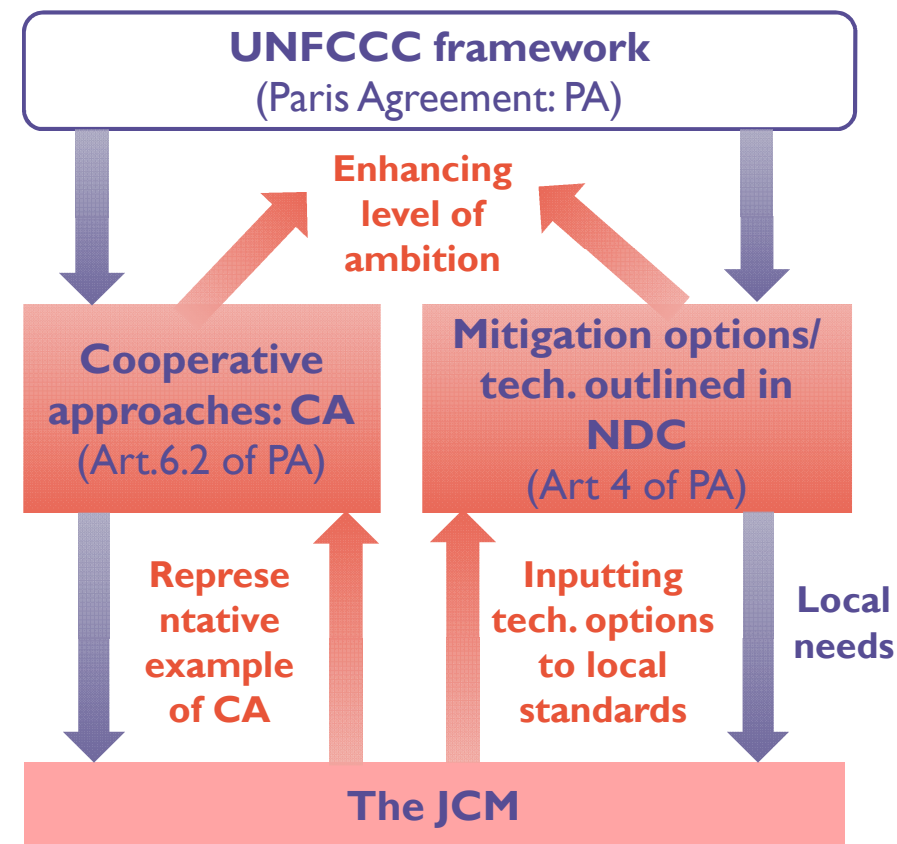 UNFCCC framework
(Paris Agreement: PA)
Enhancing
level of
ambition
Cooperative
approaches: CA
(Art.6.2 of PA)
Mitigation options/
tech. outlined in
NDC
(Art 4 of PA)
Represe
ntative
example
of CA
Inputting
tech. options
to local
standards
Local
needs
The JCM